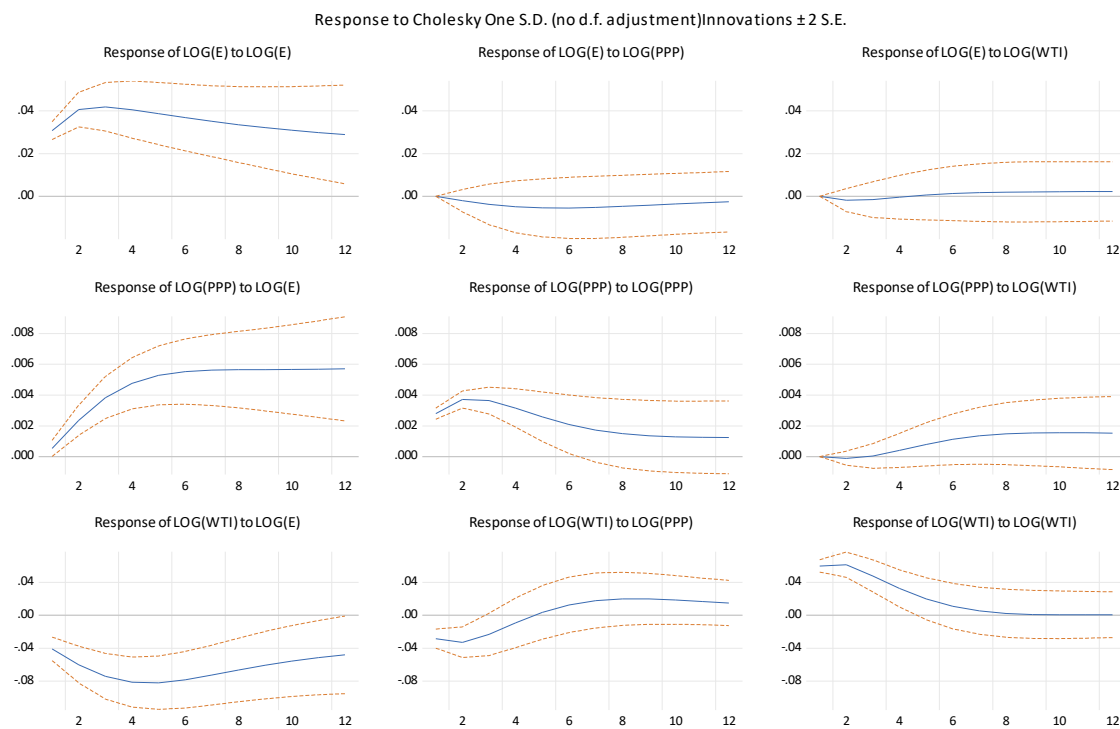 Response to Cholesky One S.D. (no d.f. adjustment)Innovations ± 2 S.E.
Response of LOG(E) to LOG(E)
.04
.02
.00
2 4 6 8 10 12
Response of LOG(E) to LOG(PPP)
.04
.02
.00
2 4 6 8 10 12
Response of LOG(E) to LOG(WTI)
.04
.02
.00
2 4 6 8 10 12
Response of LOG(PPP) to LOG(E)
.008
.006
.004
.002
.000
2 4 6 8 10 12
Response of LOG(PPP) to LOG(PPP)
.008
.006
.004
.002
.000
2 4 6 8 10 12
Response of LOG(PPP) to LOG(WTI)
.008
.006
.004
.002
.000
2 4 6 8 10 12
Response of LOG(WTI) to LOG(E)
.04
.00
-.04
-.08
2 4 6 8 10 12
Response of LOG(WTI) to LOG(PPP)
.04
.00
-.04
-.08
2 4 6 8 10 12
Response of LOG(WTI) to LOG(WTI)
.04
.00
-.04
-.08
2 4 6 8 10 12